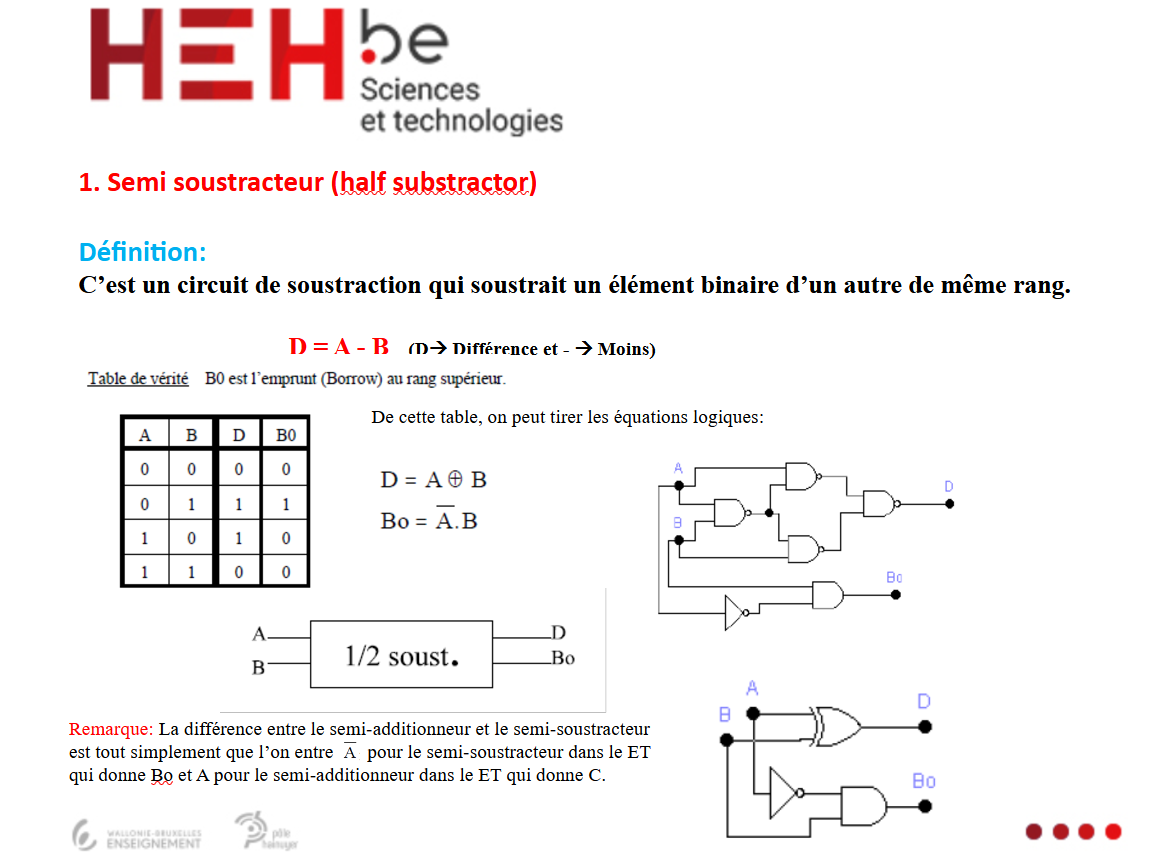 HEH.be
Sciences
et technologies
1. Semi soustracteur (half substractor)
Définition:
C’est un circuit de soustraction qui soustrait un élément binaire d’un autre de même rang.
D = A - B (D→ Différence et - → Moins)
Table de vérité B0 est l’emprunt (Borrow) au rang supérieur.
De cette table, on peut tirer les équations logiques:
A B D B0
0 0 0 0
0 1 1 1
1 0 1 0
1 1 0 0
D = A ⊕ B
Bo = A̅.B
A
B
D
Bo
A
B
1/2 soust.
D
Bo
A
B
D
Bo
Remarque: La différence entre le semi-additionneur et le semi-soustracteur
est tout simplement que l’on entre A̅ pour le semi-soustracteur dans le ET
qui donne Bo et A pour le semi-additionneur dans le ET qui donne C.
WALLONIE-BRUXELLES
ENSEIGNEMENT
pôle
hainuyer